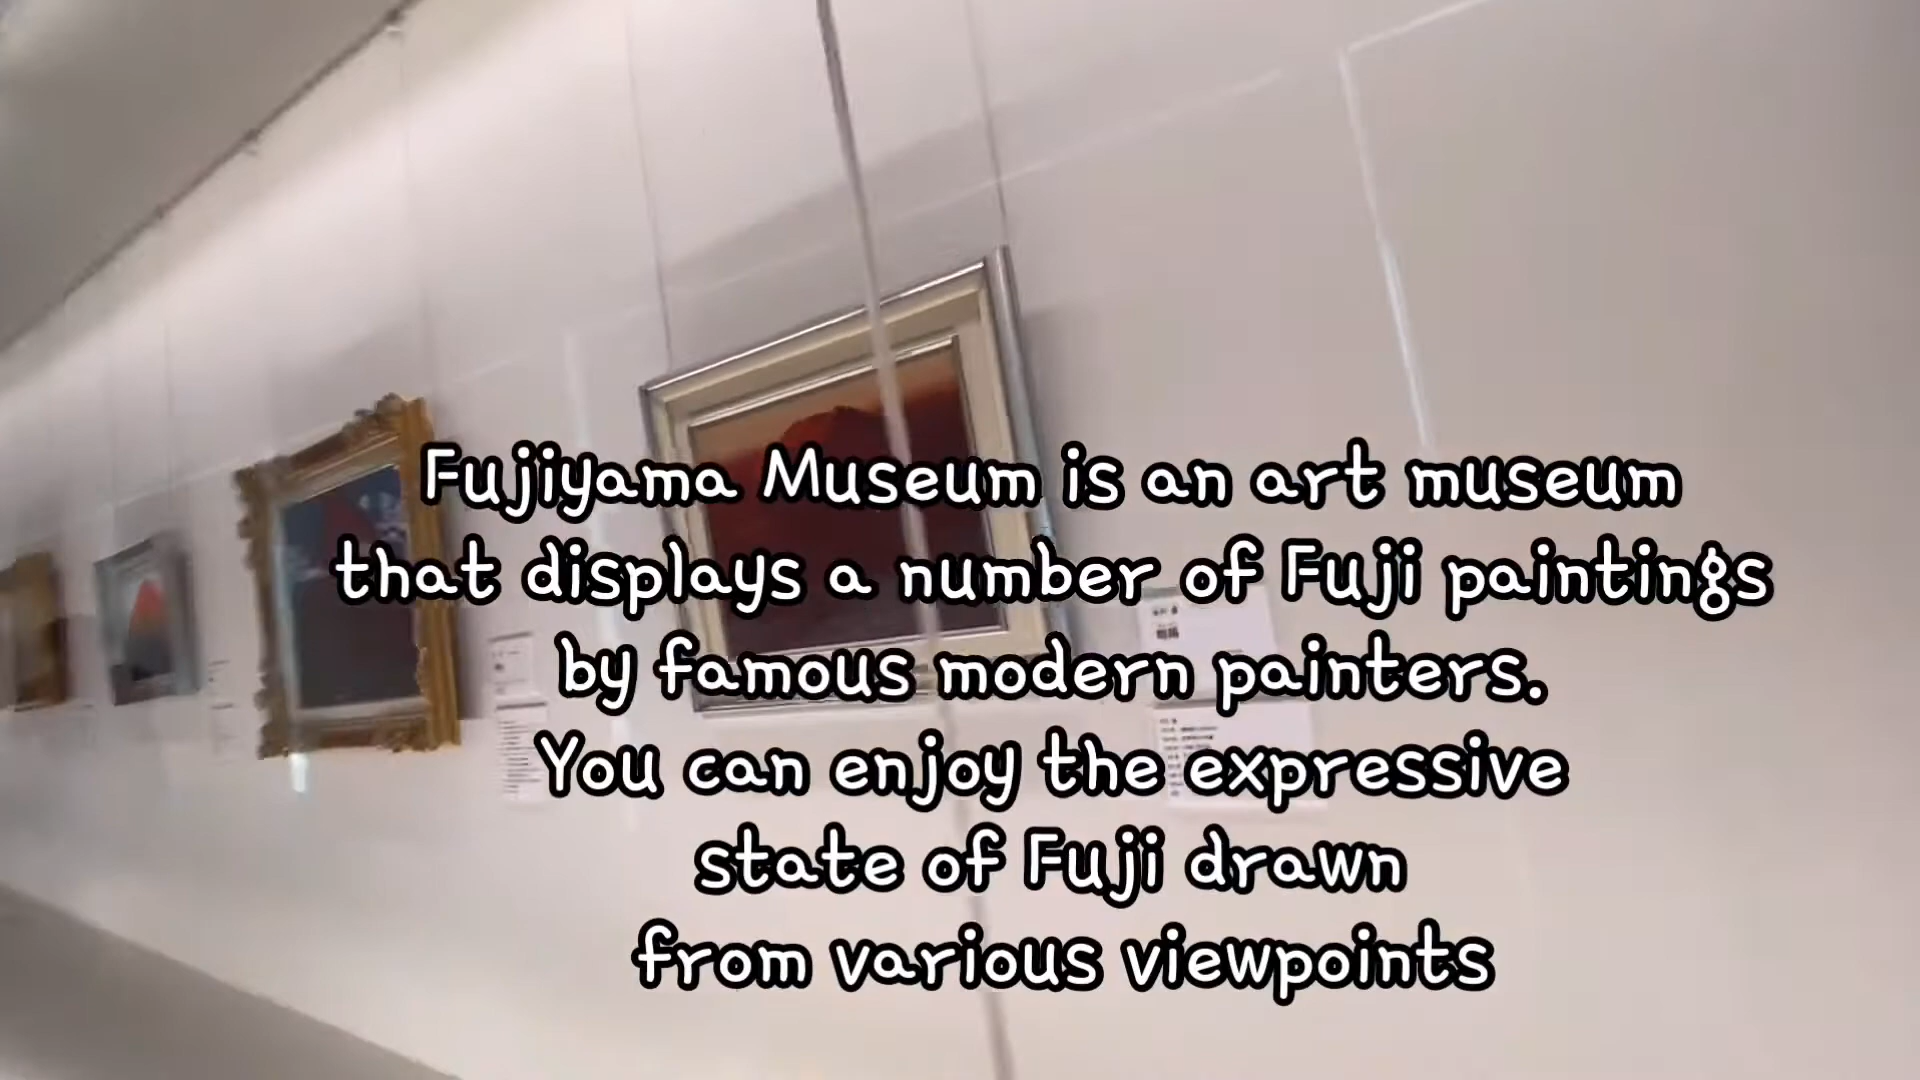 Fujiyama Museum is an art museum
that displays a number of Fuji paintings
by famous modern painters.
You can enjoy the expressive
state of Fuji drawn
from various viewpoints